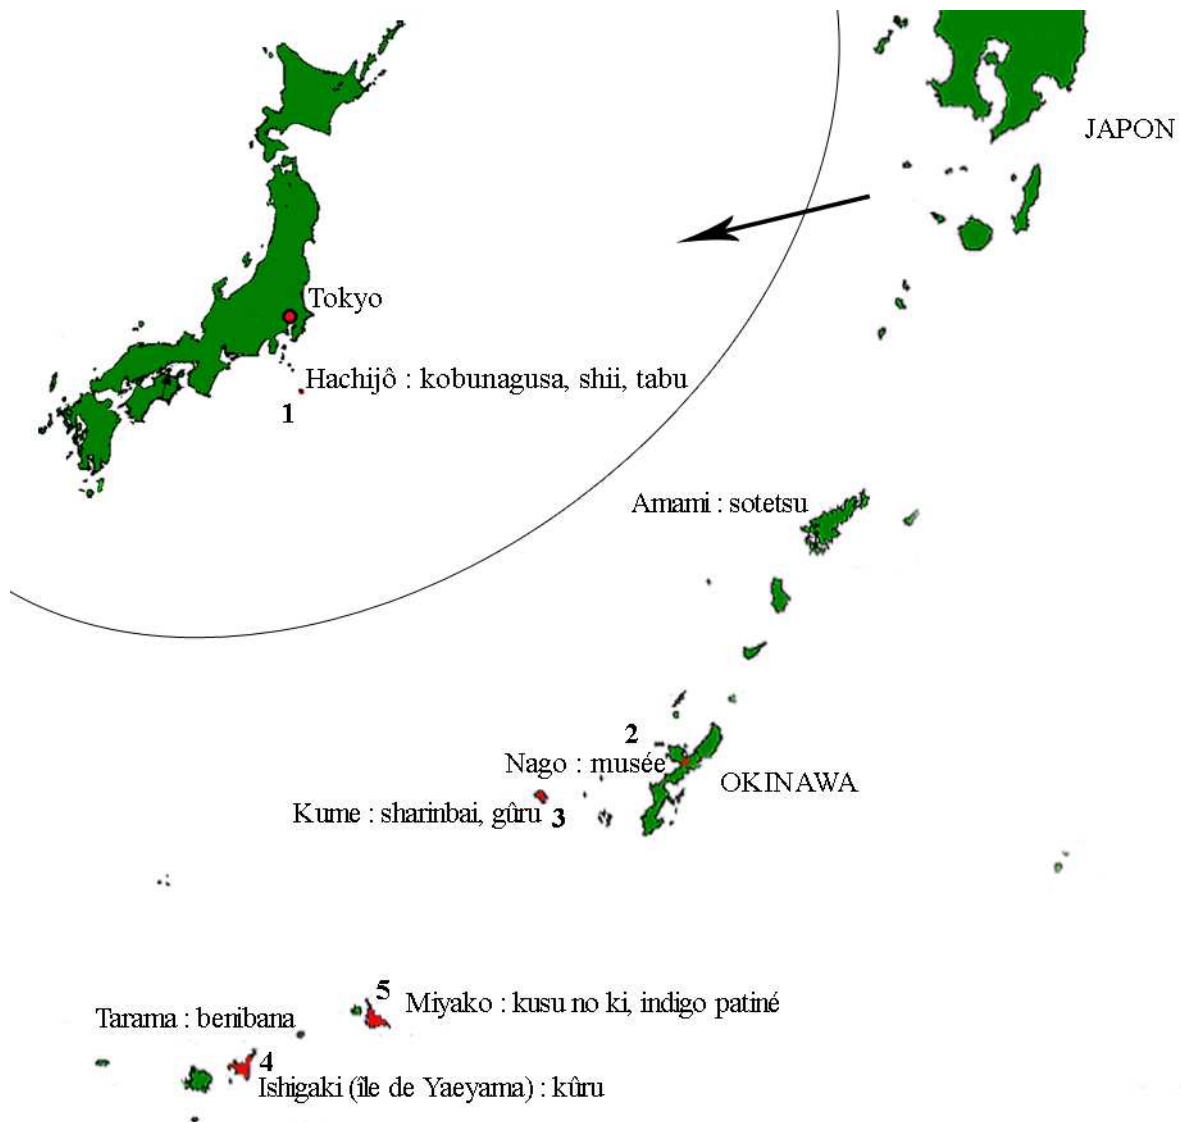 JAPON
Tokyo
Hachijô : kobunagusa, shii, tabu
1
Amami : sotetsu
2
Nago : musée
OKINAWA
Kume : sharinbai, gûru 3
5
Miyako : kusu no ki, indigo patiné
Tarama : benibana
4
Ishigaki (île de Yaeyama) : kûru